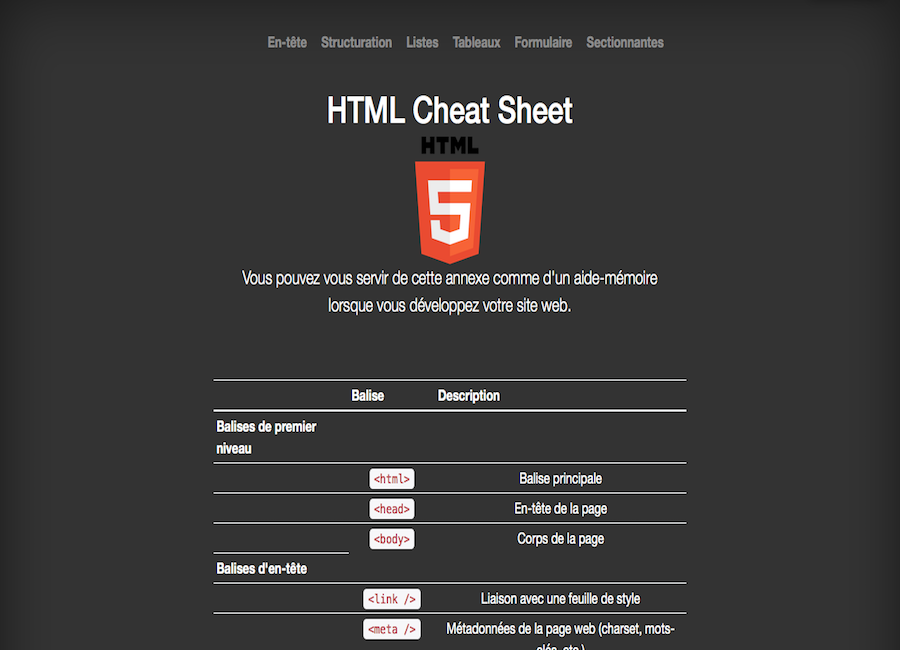 En-tête Structuration Listes Tableaux Formulaire Sectionnantes
HTML Cheat Sheet
HTML
5
Vous pouvez vous servir de cette annexe comme d'un aide-mémoire
lorsque vous développez votre site web.
Balise Description
Balises de premier
niveau
<html> Balise principale
<head> En-tête de la page
<body> Corps de la page
Balises d'en-tête
<link /> Liaison avec une feuille de style
<meta /> Métadonnées de la page web (charset, mots-